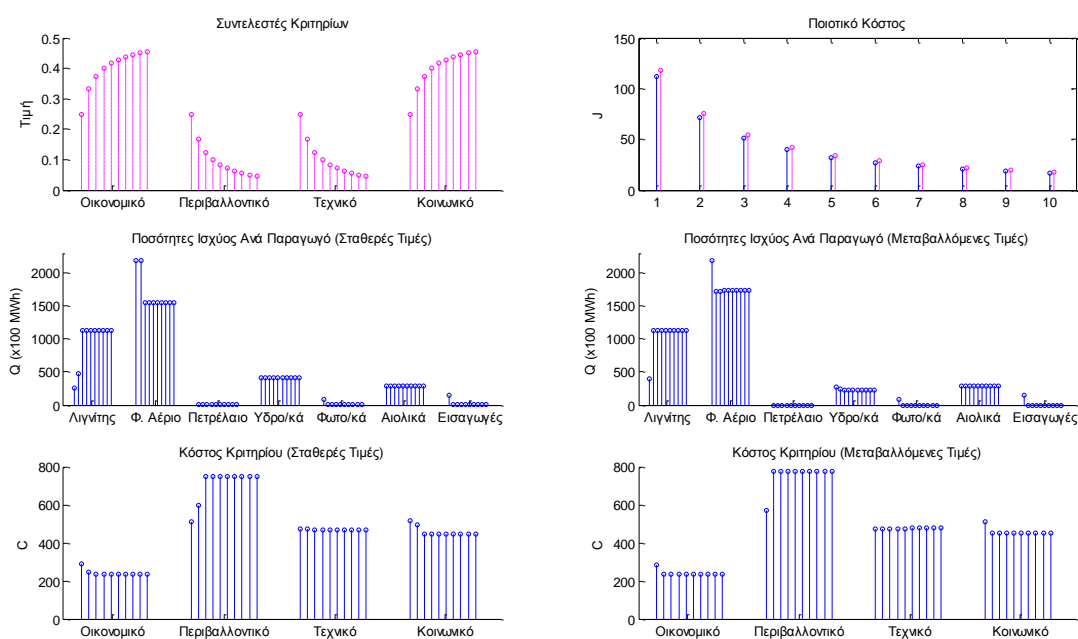 Συντελεστές Κριτηρίων
Τιμή
0.5
0.4
0.3
0.2
0.1
0
Οικονομικό Περιβαλλοντικό Τεχνικό Κοινωνικό
Ποιοτικό Κόστος
J
150
100
50
0
1 2 3 4 5 6 7 8 9 10
Ποσότητες Ισχύος Ανά Παραγωγό (Σταθερές Τιμές)
Q (x100 MWh)
2000
1500
1000
500
0
Λιγνίτης Φ. Αέριο Πετρέλαιο Υδρο/κά Φωτο/κά Αιολικά Εισαγωγές
Ποσότητες Ισχύος Ανά Παραγωγό (Μεταβαλλόμενες Τιμές)
Q (x100 MWh)
2000
1500
1000
500
0
Λιγνίτης Φ. Αέριο Πετρέλαιο Υδρο/κά Φωτο/κά Αιολικά Εισαγωγές
Κόστος Κριτηρίου (Σταθερές Τιμές)
C
800
600
400
200
0
Οικονομικό Περιβαλλοντικό Τεχνικό Κοινωνικό
Κόστος Κριτηρίου (Μεταβαλλόμενες Τιμές)
C
800
600
400
200
0
Οικονομικό Περιβαλλοντικό Τεχνικό Κοινωνικό